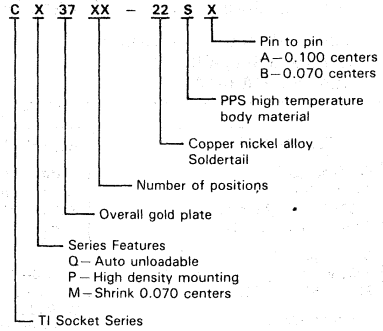 C X 37 XX - 22 S X
Pin to pin
A—0.100 centers
B—0.070 centers
PPS high temperature
body material
Copper nickel alloy
Soldertail
Number of positions
Overall gold plate
Series Features
Q—Auto unloadable
P—High density mounting
M—Shrink 0.070 centers
TI Socket Series